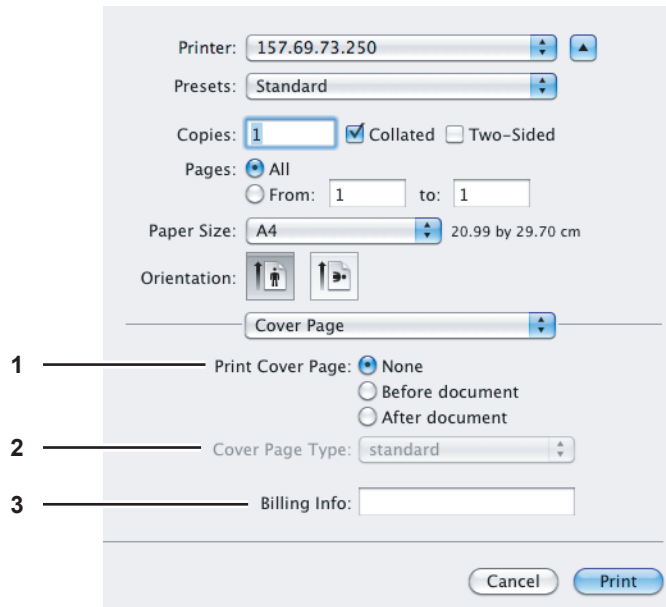 Printer: 157.69.73.250
Presets: Standard
Copies: 1 Collated Two-Sided
Pages: All
From: 1 to: 1
Paper Size: A4 20.99 by 29.70 cm
Orientation:
Cover Page
1 Print Cover Page: None
Before document
After document
2 Cover Page Type: standard
3 Billing Info:
Cancel Print